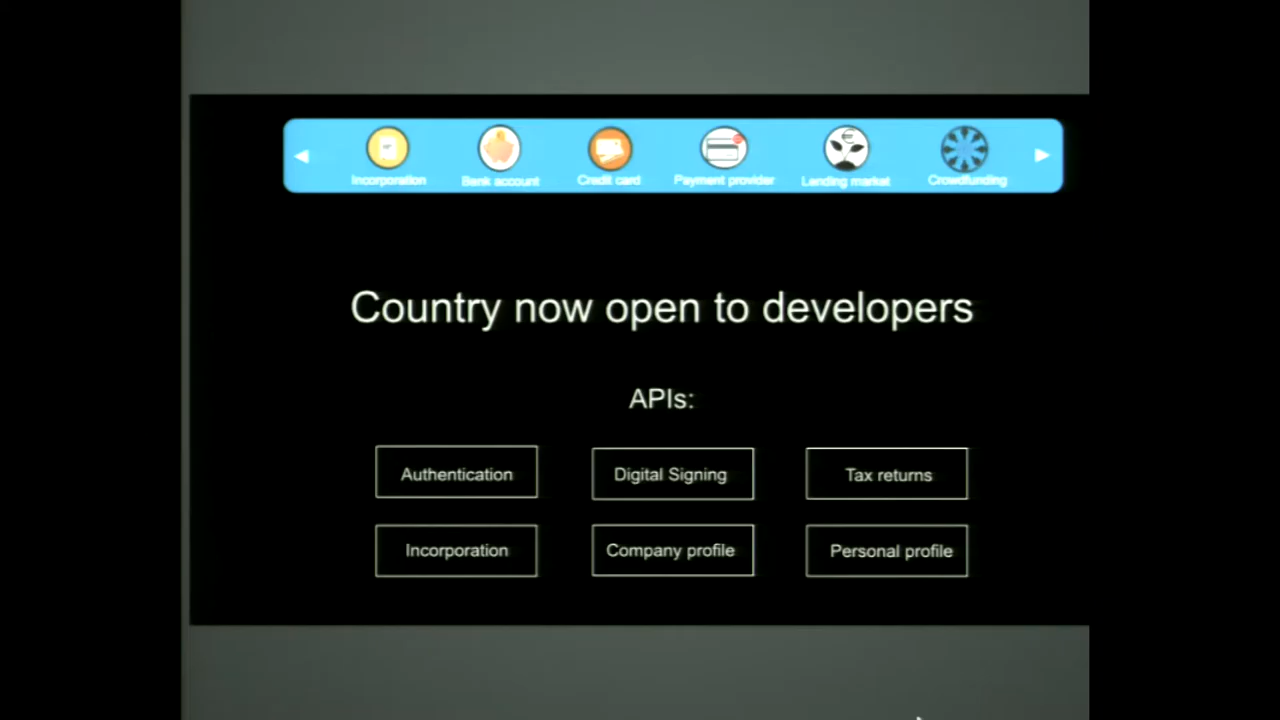 Incorporation Bank account Credit card Payment provider Lending market Crowdfunding
Country now open to developers
APIs:
Authentication Digital Signing Tax returns
Incorporation Company profile Personal profile